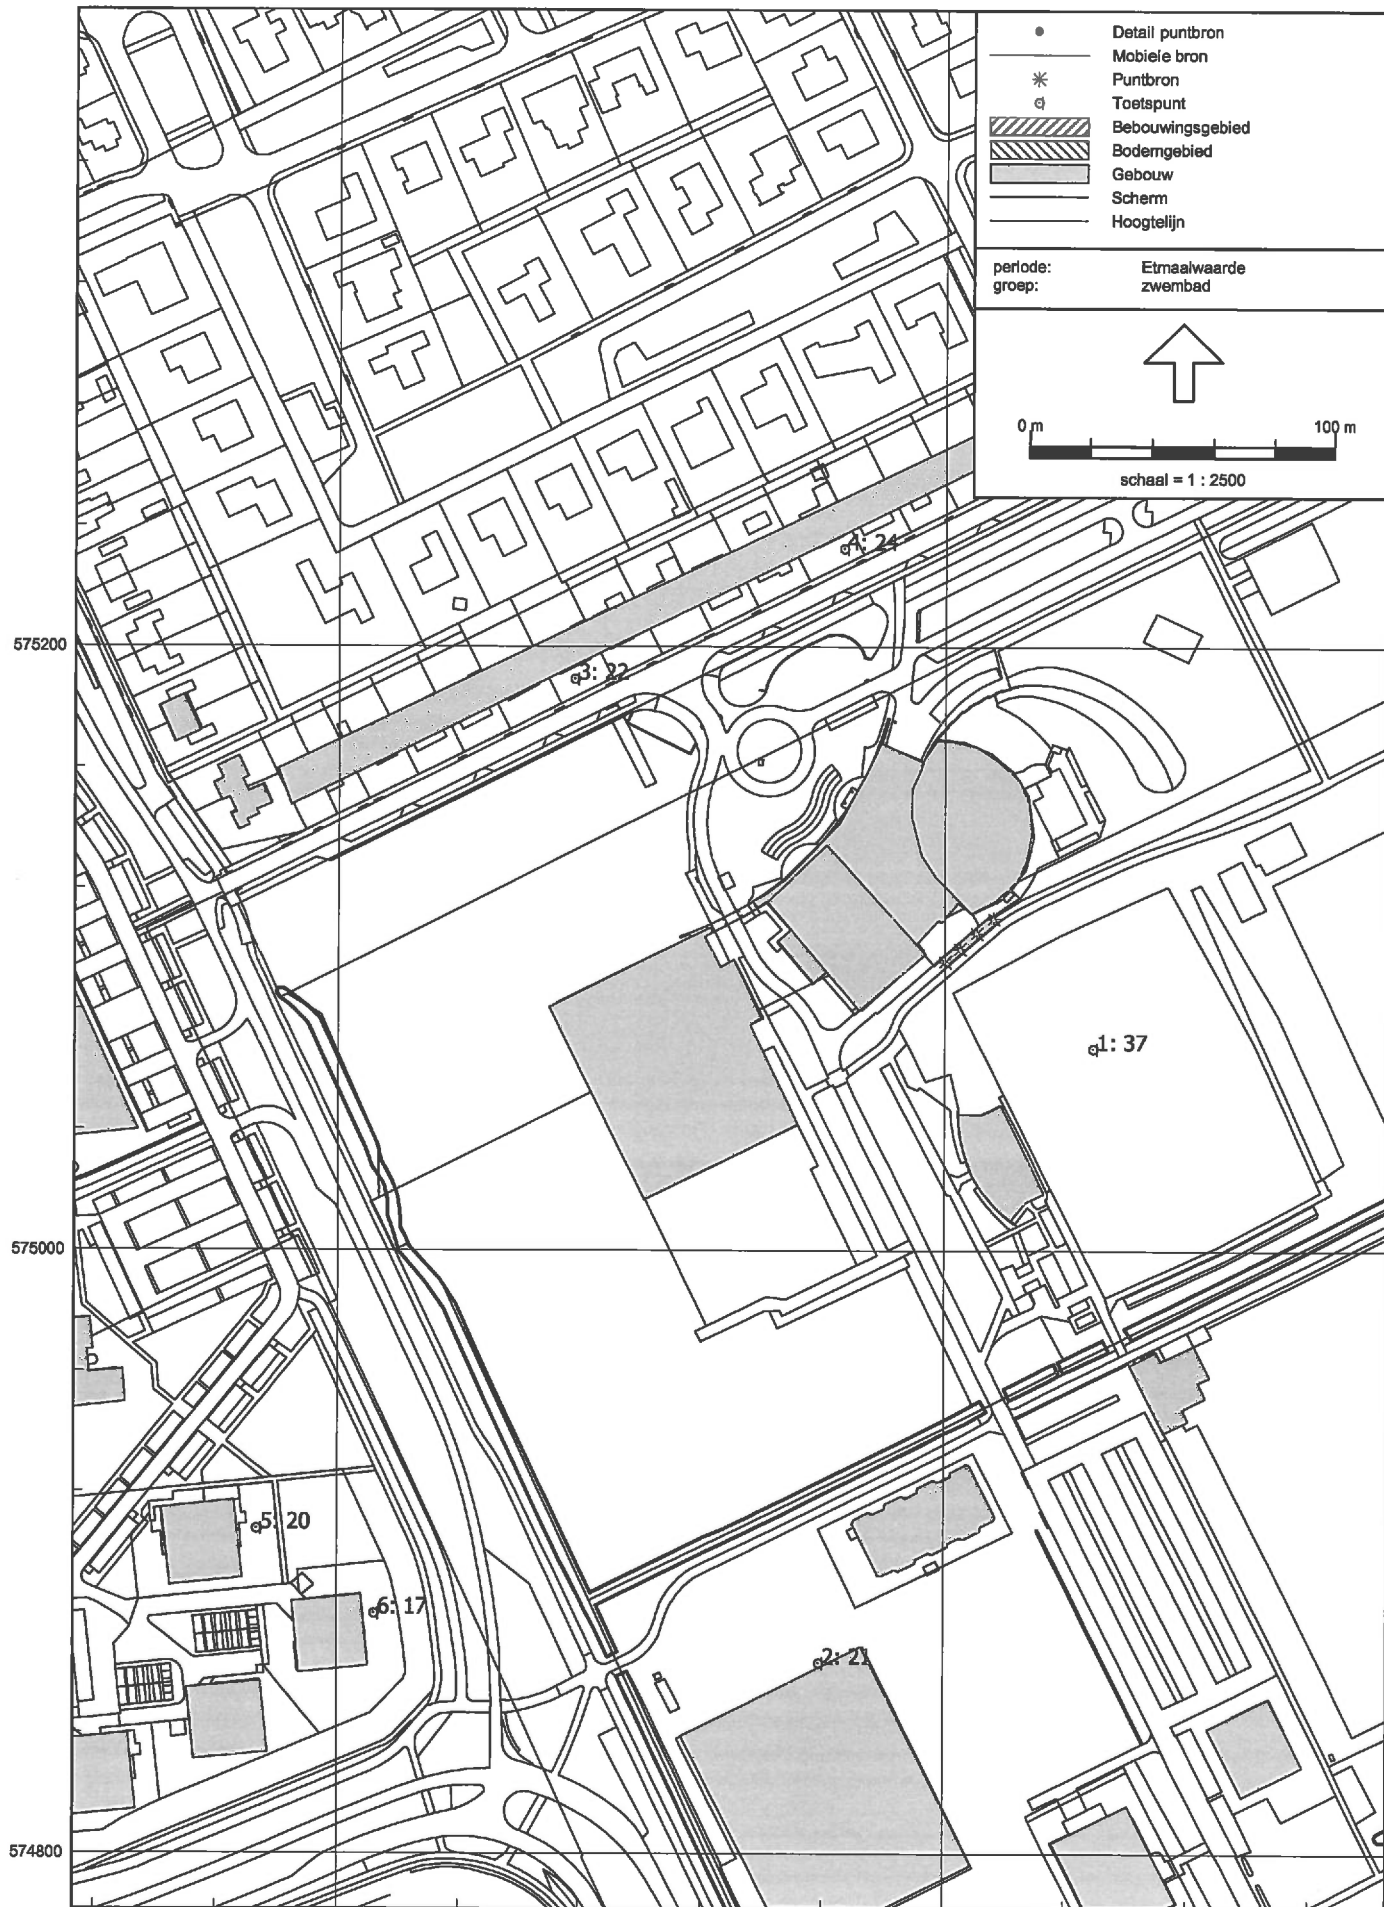 Detail puntbron
Mobiele bron
Puntbron
Toetspunt
Bebouwingsgebied
Bodemgebied
Gebouw
Scherm
Hoogtelijn
periode: Etmaalwaarde
groep: zwembad
0 m 100 m
schaal = 1 : 2500
4: 24
575200
3: 22
1: 37
575000
5: 20
6: 17
2: 21
574800